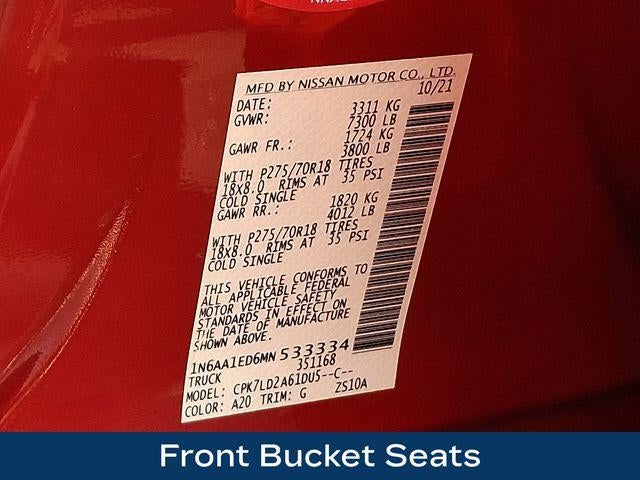 MFD BY NISSAN MOTOR CO., LTD.
DATE: 10/21
GVWR: 3311 KG
7300 LB
GAWR FR.: 1724 KG
3800 LB
WITH P275/70R18 TIRES
18X8.0 RIMS AT 35 PSI
COLD SINGLE
GAWR RR.: 1820 KG
4012 LB
WITH P275/70R18 TIRES
18X8.0 RIMS AT 35 PSI
COLD SINGLE
THIS VEHICLE CONFORMS TO
ALL APPLICABLE FEDERAL
MOTOR VEHICLE SAFETY
STANDARDS IN EFFECT ON
THE DATE OF MANUFACTURE
SHOWN ABOVE.
1N6AA1ED6MN533334
TRUCK 351168
MODEL: CPK7LD2A61DU5--C--
COLOR: A20 TRIM: G ZS10A
Front Bucket Seats